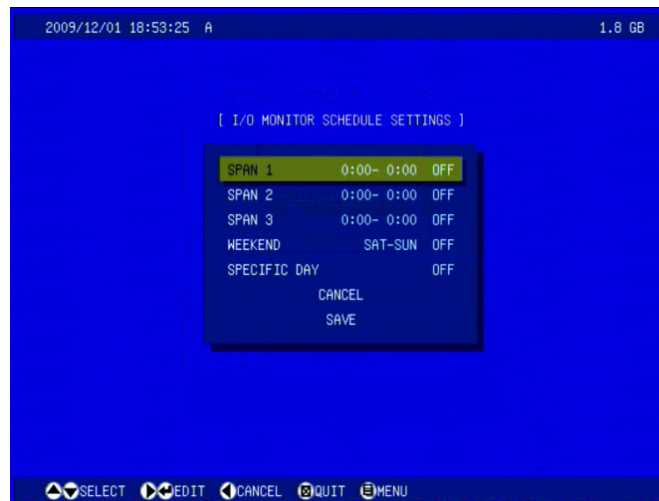 2009/12/01 18:53:25 A 1.8 GB
[ I/O MONITOR SCHEDULE SETTINGS ]
SPAN 1 0:00- 0:00 OFF
SPAN 2 0:00- 0:00 OFF
SPAN 3 0:00- 0:00 OFF
WEEKEND SAT-SUN OFF
SPECIFIC DAY OFF
CANCEL
SAVE
SELECT EDIT CANCEL QUIT MENU